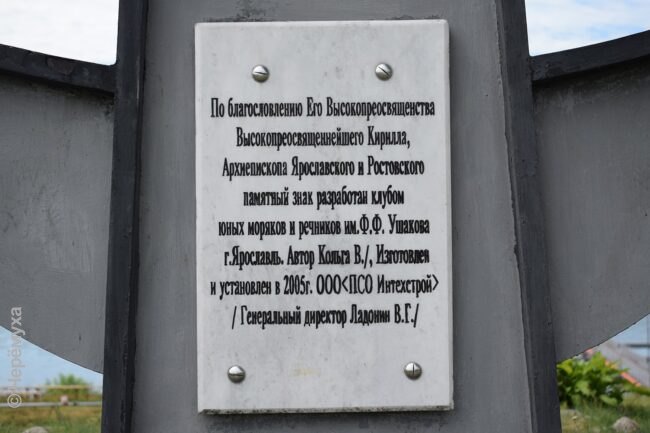 По благословлению Его Высокопреосвященства
Высокопреосвященнейшего Кирилла,
Архиепископа Ярославского и Ростовского
памятный знак разработан клубом
юных моряков и речников им.Ф.Ф. Ушакова
г.Ярославль. Автор Кольга В./, Изготовлен
и установлен в 2005г. ООО<ПСО Интехстрой>
/ Генеральный директор Ладонин В.Г./
© Черёмуха